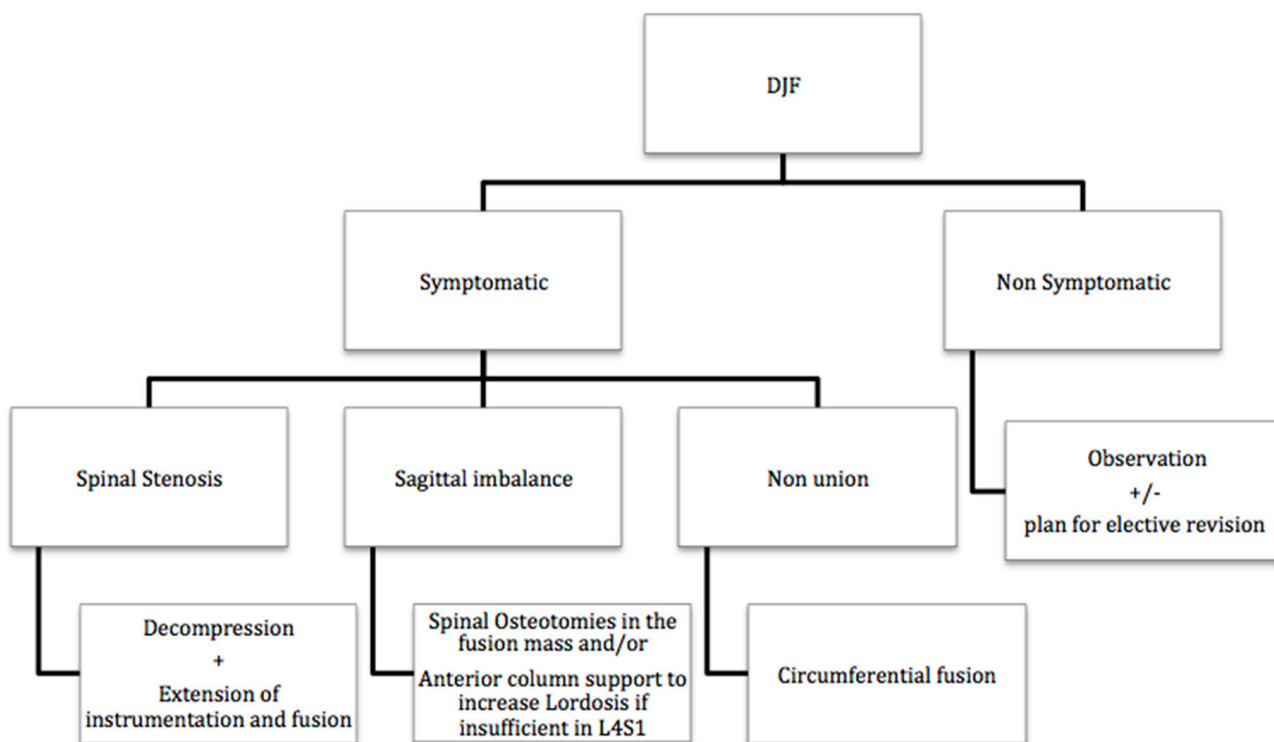 DJF
Symptomatic
Non Symptomatic
Spinal Stenosis
Sagittal imbalance
Non union
Observation
+/-
plan for elective revision
Decompression
+
Extension of
instrumentation and fusion
Spinal Osteotomies in the
fusion mass and/or
Anterior column support to
increase Lordosis if
insufficient in L4S1
Circumferential fusion